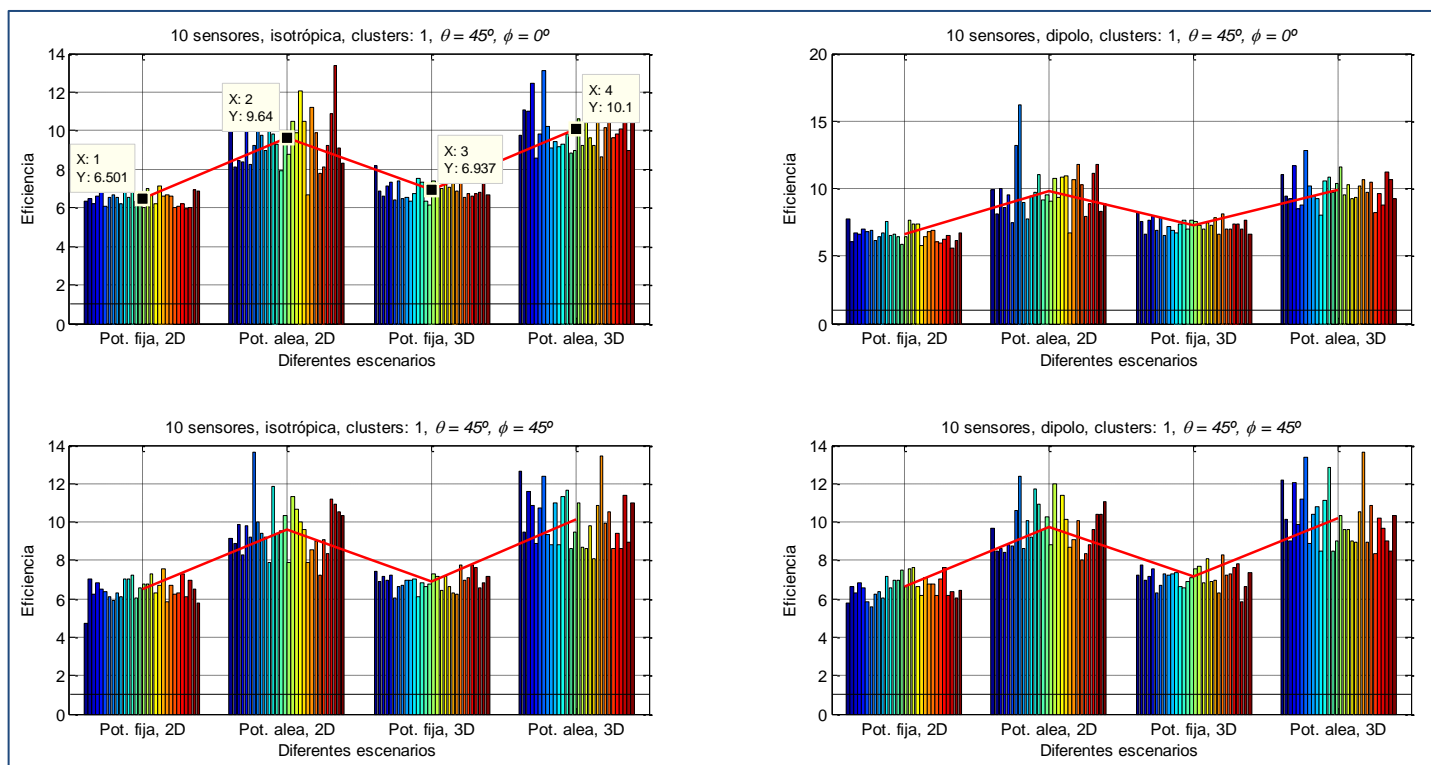 10 sensores, isotrópica, clusters: 1, θ = 45º, ϕ = 0º
14
12
10
8
6
4
2
0
Eficiencia
X: 1
Y: 6.501
X: 2
Y: 9.64
X: 3
Y: 6.937
X: 4
Y: 10.1
Pot. fija, 2D
Pot. alea, 2D
Pot. fija, 3D
Pot. alea, 3D
Diferentes escenarios
10 sensores, dipolo, clusters: 1, θ = 45º, ϕ = 0º
20
15
10
5
0
Eficiencia
Pot. fija, 2D
Pot. alea, 2D
Pot. fija, 3D
Pot. alea, 3D
Diferentes escenarios
10 sensores, isotrópica, clusters: 1, θ = 45º, ϕ = 45º
14
12
10
8
6
4
2
0
Eficiencia
Pot. fija, 2D
Pot. alea, 2D
Pot. fija, 3D
Pot. alea, 3D
Diferentes escenarios
10 sensores, dipolo, clusters: 1, θ = 45º, ϕ = 45º
14
12
10
8
6
4
2
0
Eficiencia
Pot. fija, 2D
Pot. alea, 2D
Pot. fija, 3D
Pot. alea, 3D
Diferentes escenarios